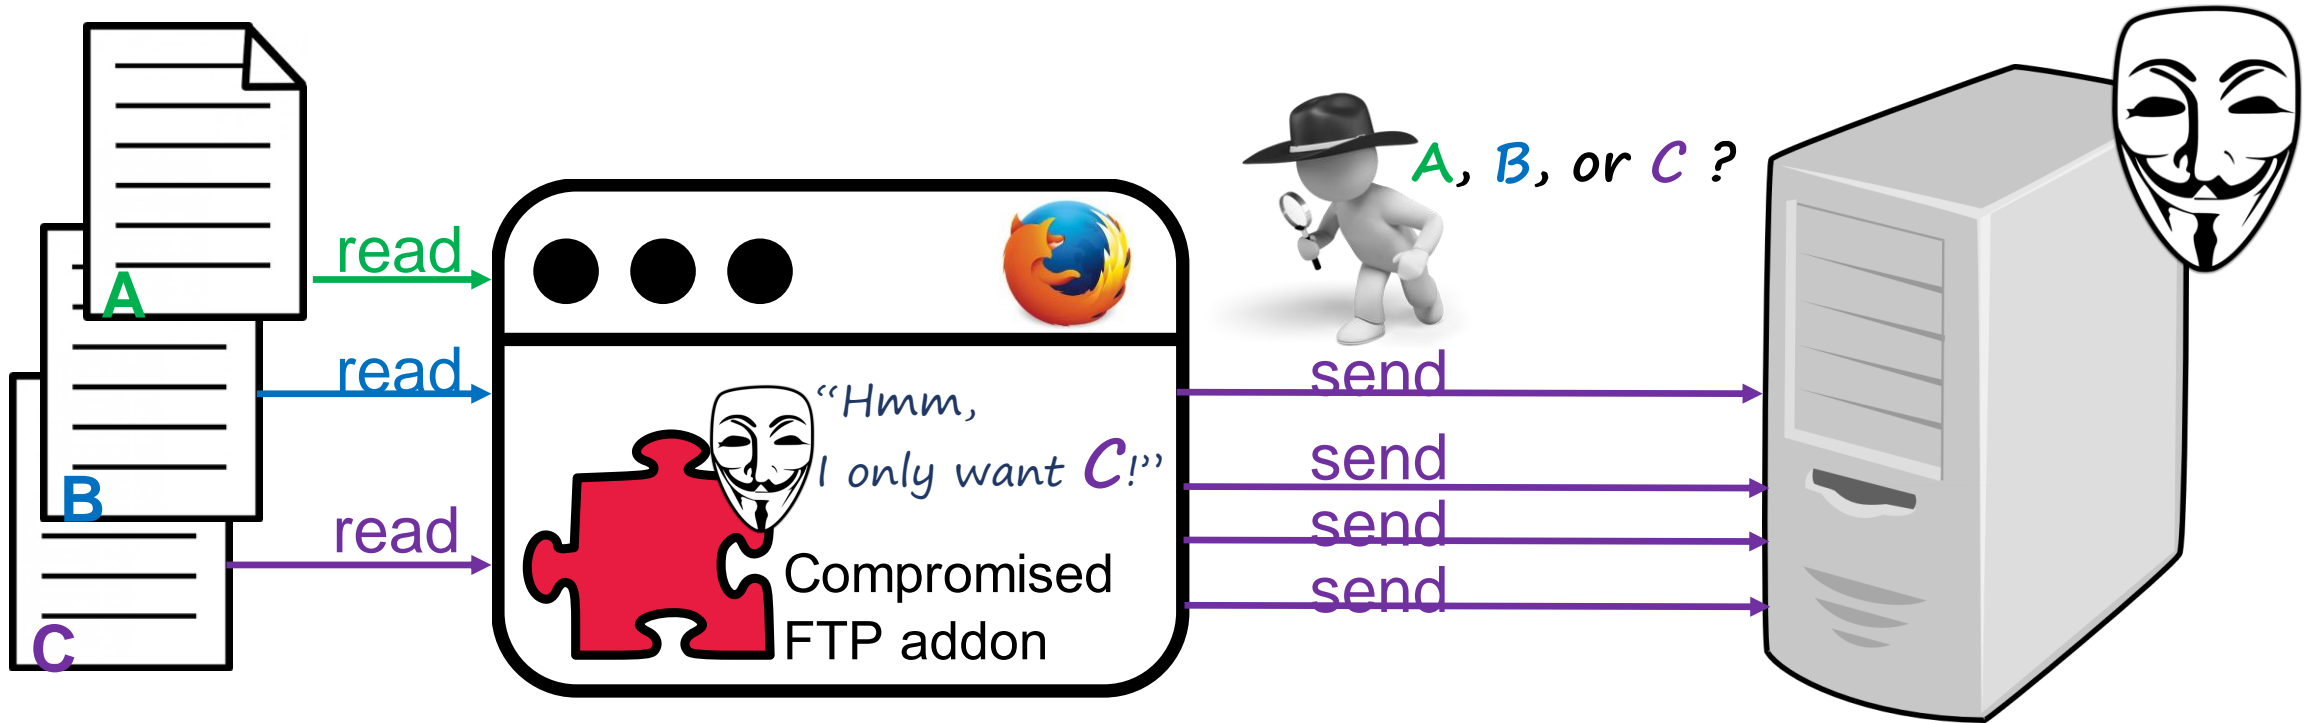 A
B
C
read
read
read
“Hmm,
I only want C!”
Compromised
FTP addon
A, B, or C ?
send
send
send
send